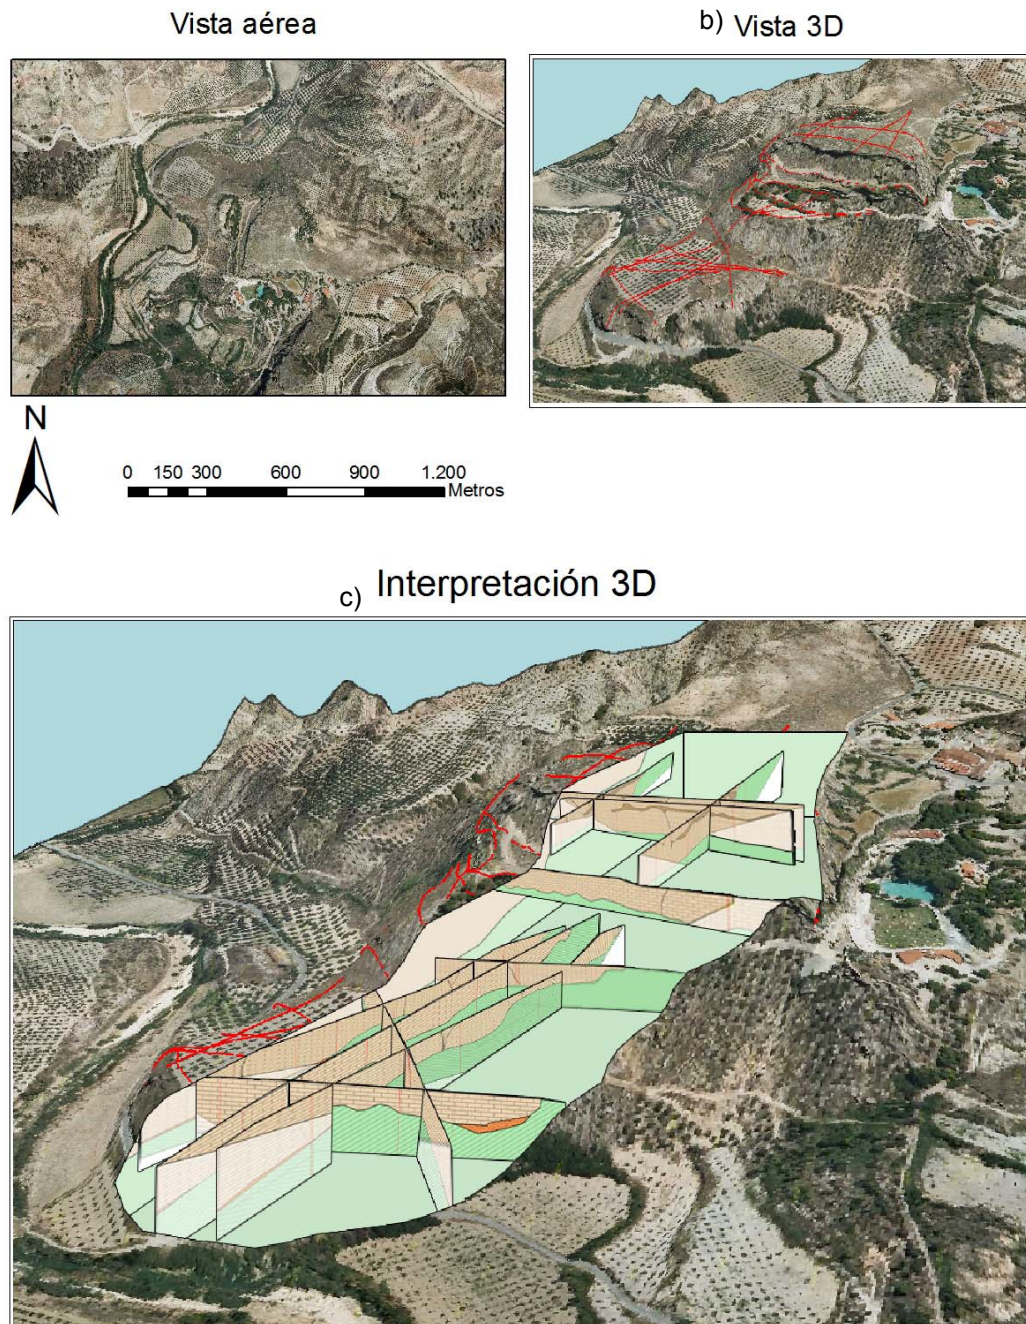 Vista aérea
b) Vista 3D
N
0 150 300 600 900 1.200
Metros
c) Interpretación 3D